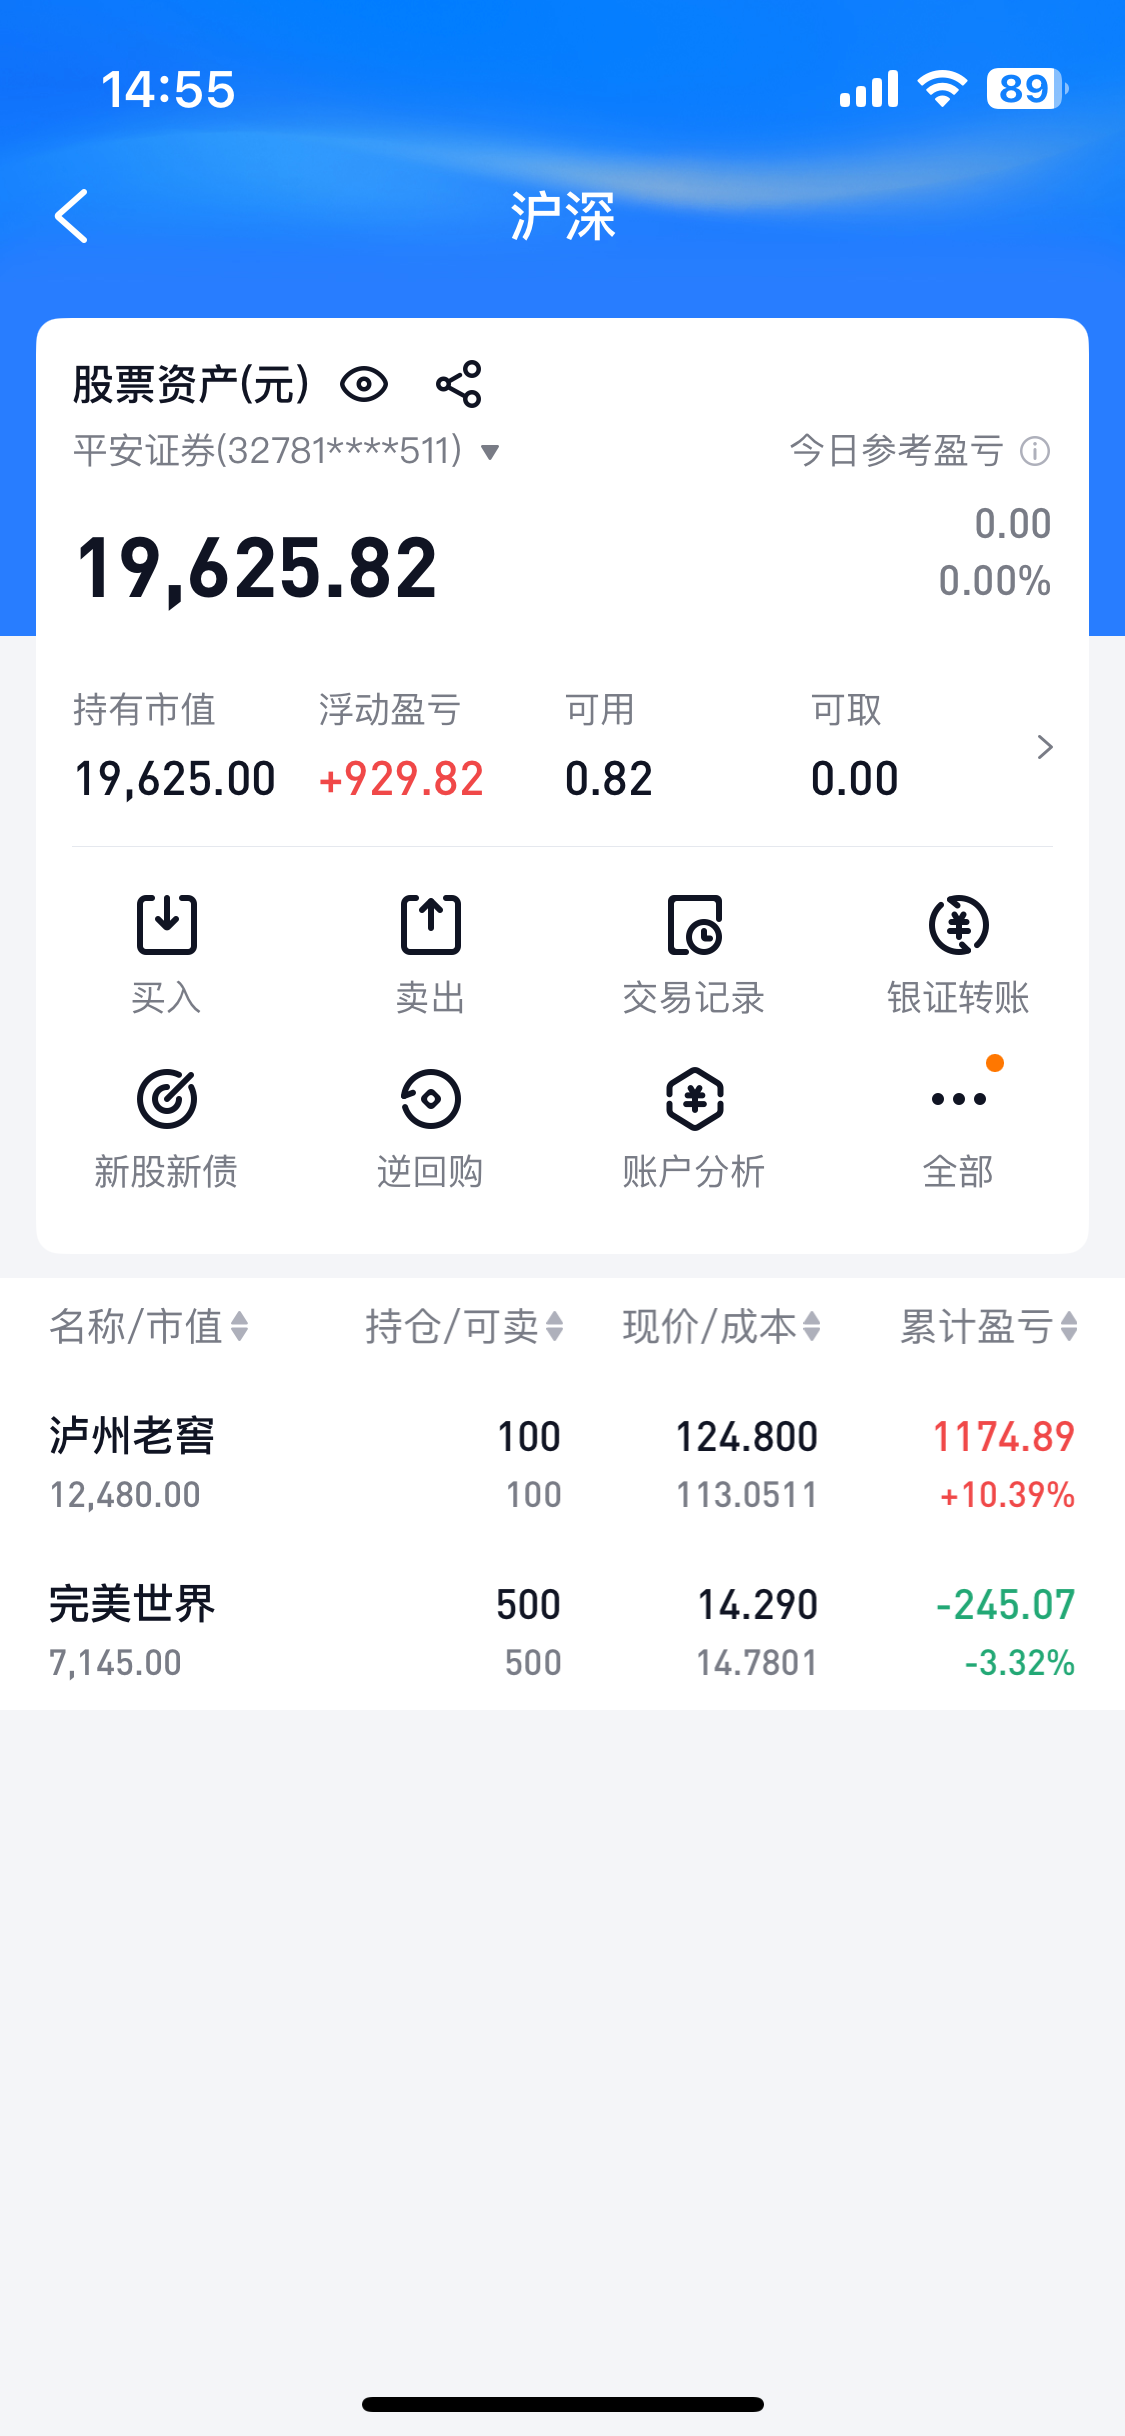 14:55
89
沪深
股票资产(元)
平安证券(32781****511)
今日参考盈亏
19,625.82
0.00
0.00%
持有市值 浮动盈亏 可用 可取
19,625.00 +929.82 0.82 0.00
买入 卖出 交易记录 银证转账
新股新债 逆回购 账户分析 全部
名称/市值 持仓/可卖 现价/成本 累计盈亏
泸州老窖 100 124.800 1174.89
12,480.00 100 113.0511 +10.39%
完美世界 500 14.290 -245.07
7,145.00 500 14.7801 -3.32%